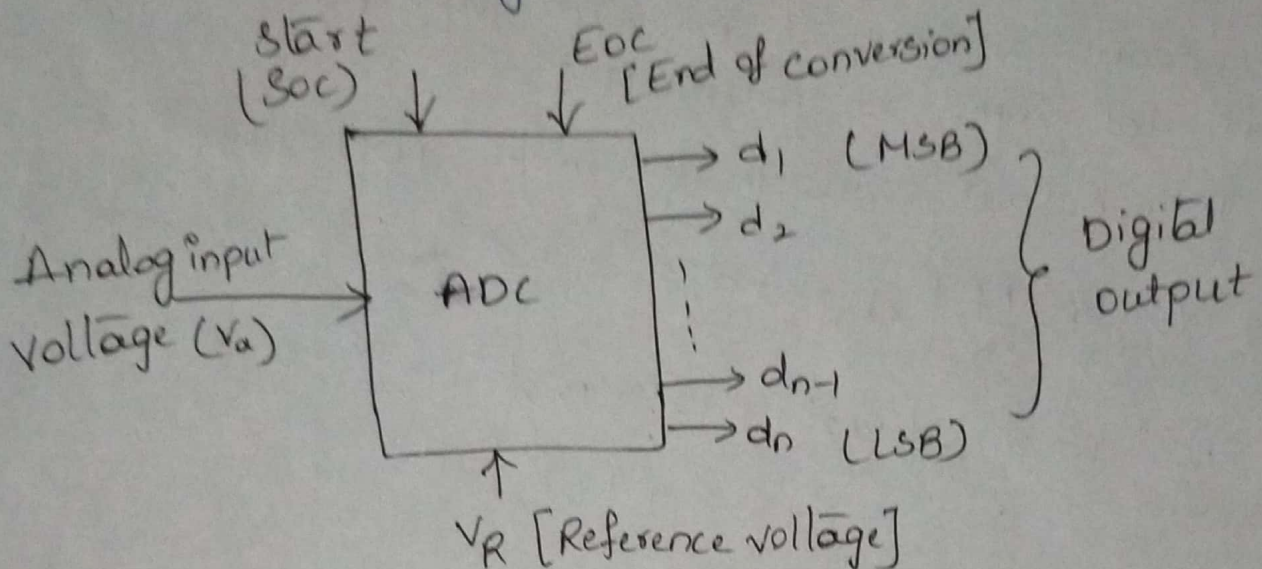 Start
(SOC)
EOC
[End of conversion]
d1 (MSB)
d2
Digital
output
Analog input
voltage (Va)
ADC
dn-1
dn (LSB)
VR [Reference voltage]